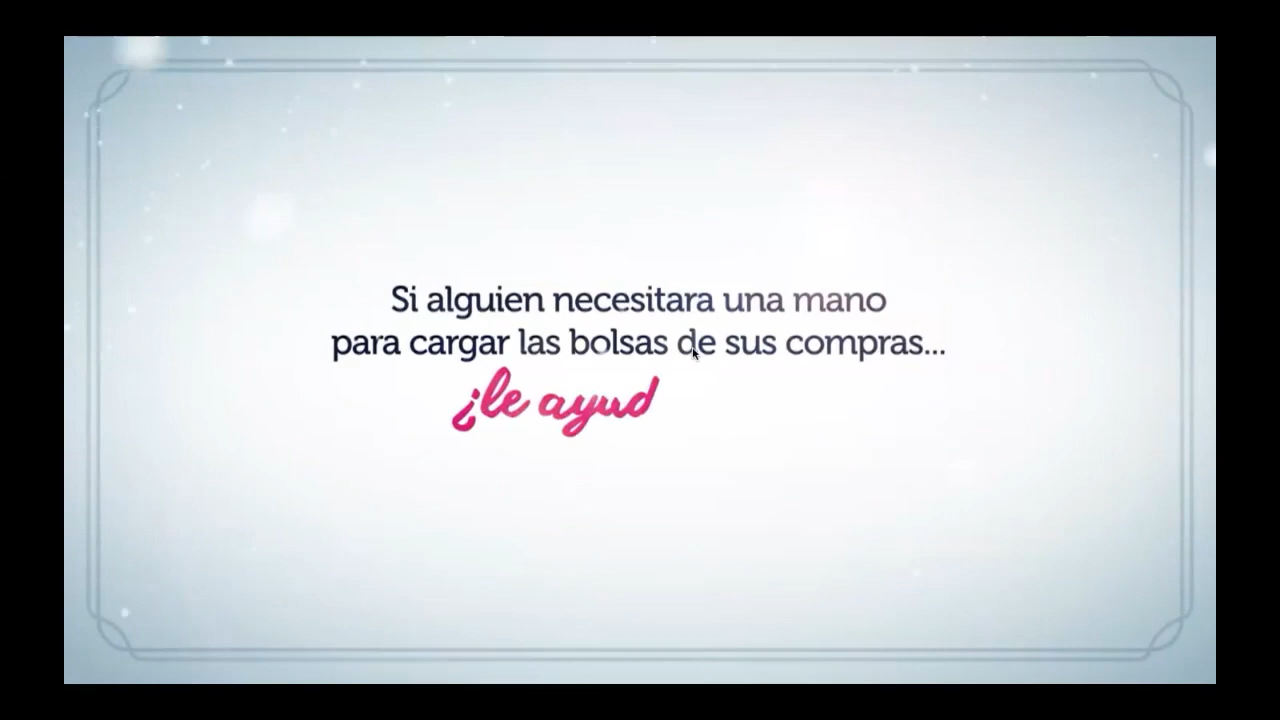 Si alguien necesitara una mano
para cargar las bolsas de sus compras...
¿le ayud